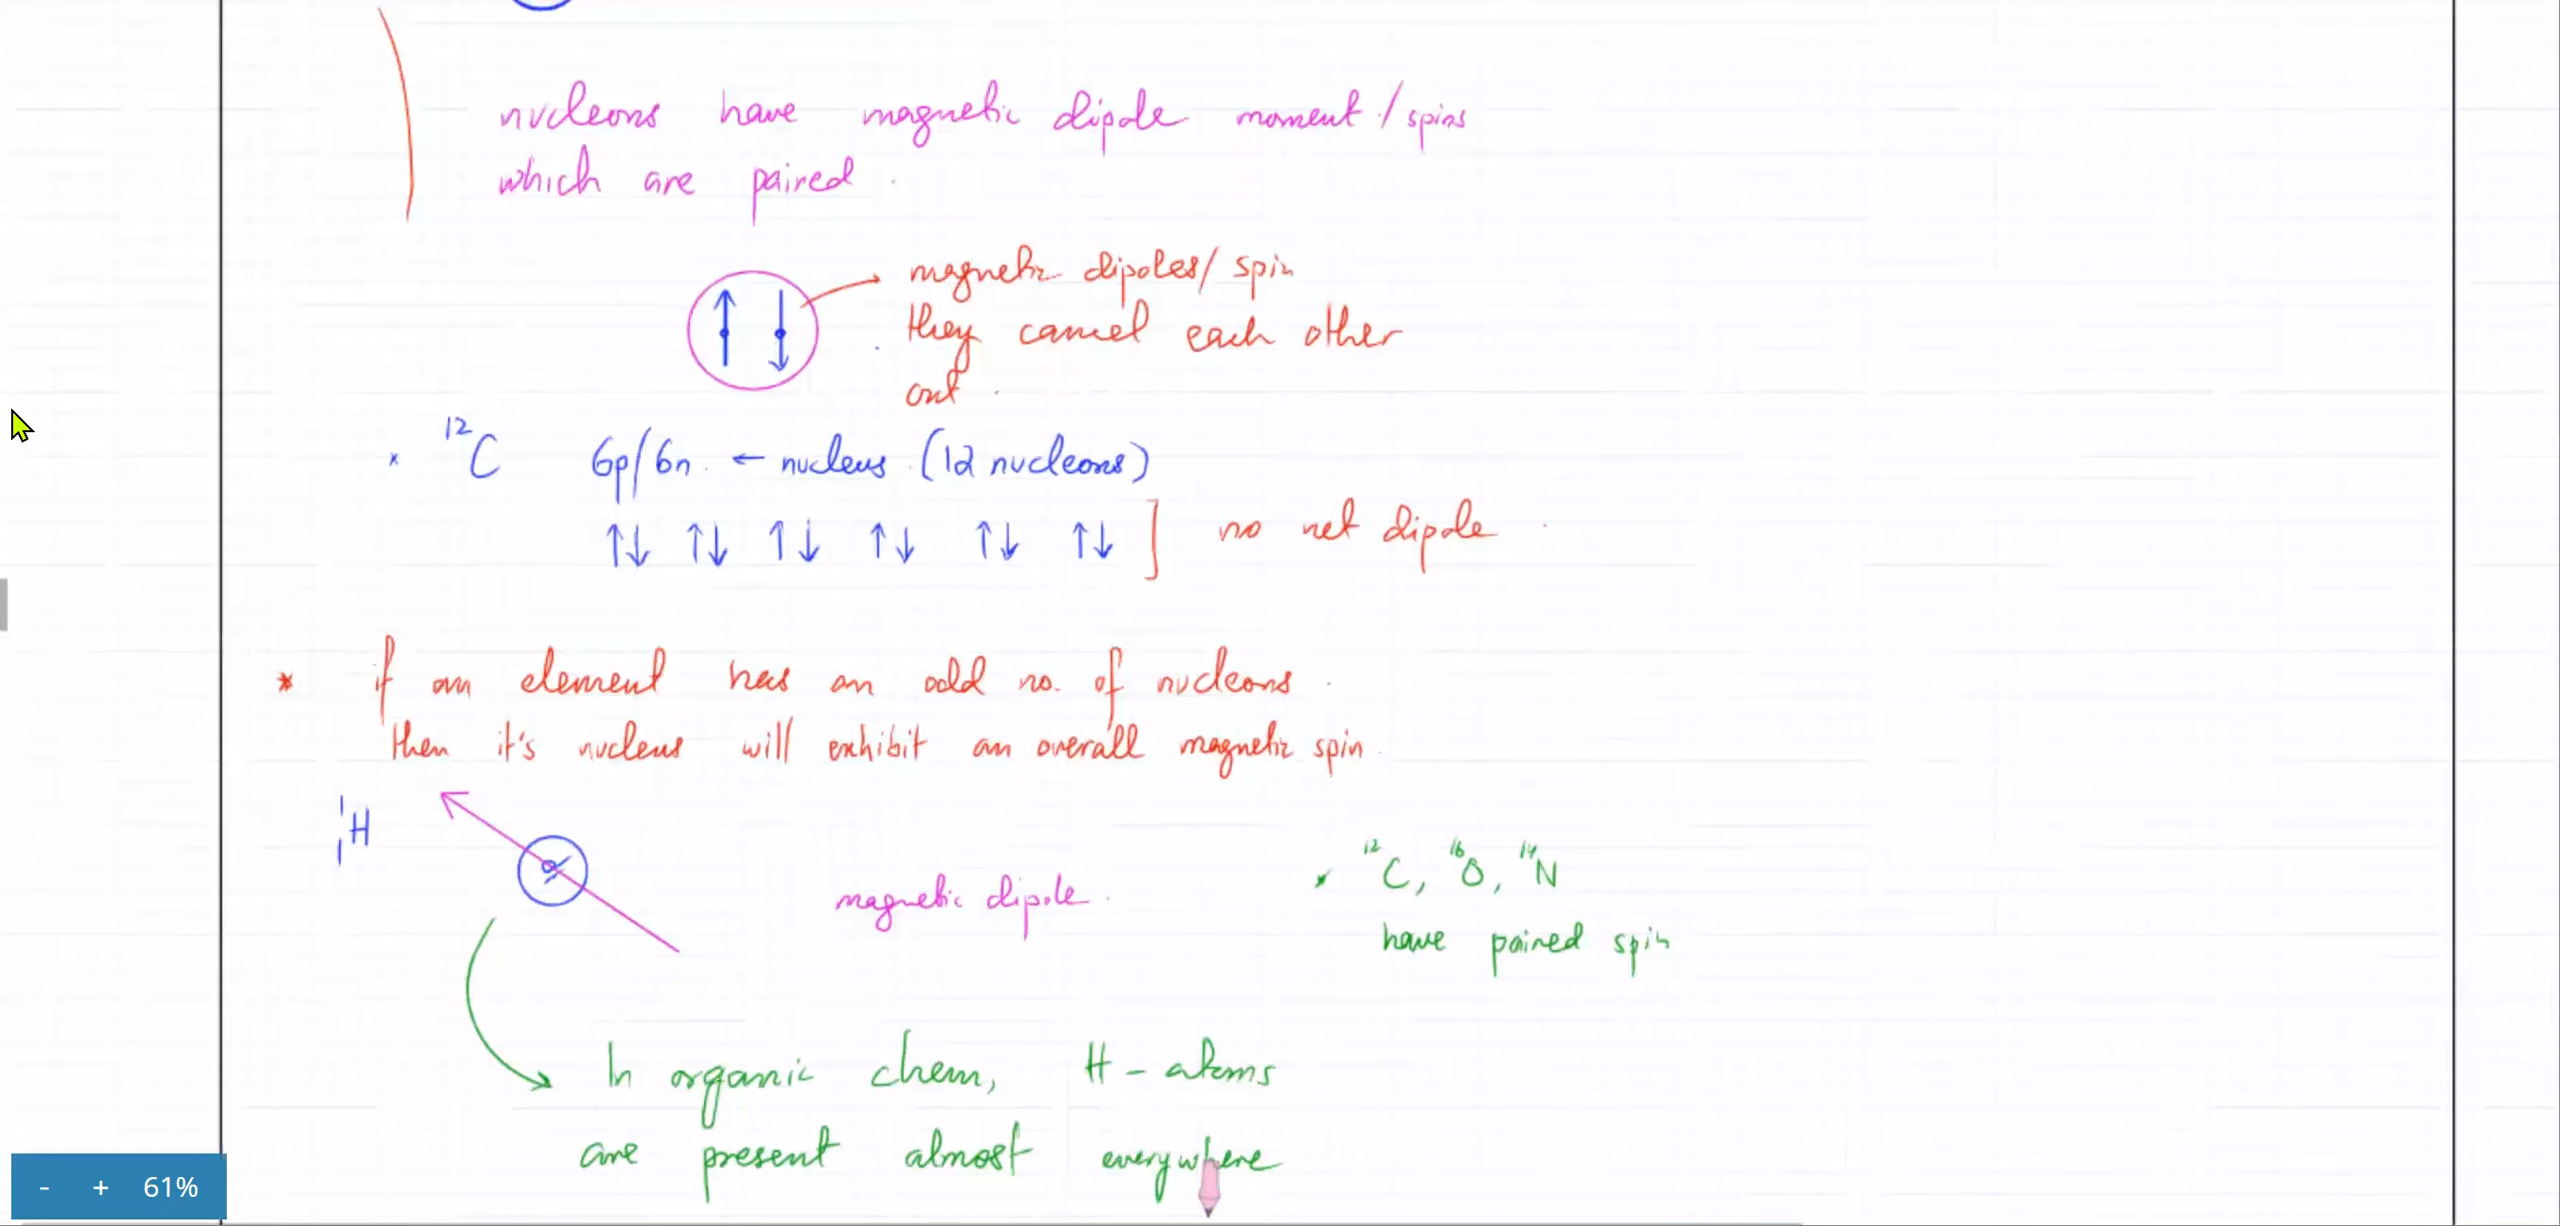 nucleons have magnetic dipole moment / spins
which are paired.
magnetic dipoles/ spin
they cancel each other
out.
× ¹²C 6p/6n ← nucleus (12 nucleons)
↑↓ ↑↓ ↑↓ ↑↓ ↑↓ ↑↓ ] no net dipole
* if an element has an odd no. of nucleons
then it's nucleus will exhibit an overall magnetic spin.
¹₁H
magnetic dipole.
* ¹²C, ¹⁶O, ¹⁴N
have paired spin
In organic chem, H-atoms
are present almost everywhere
- + 61%